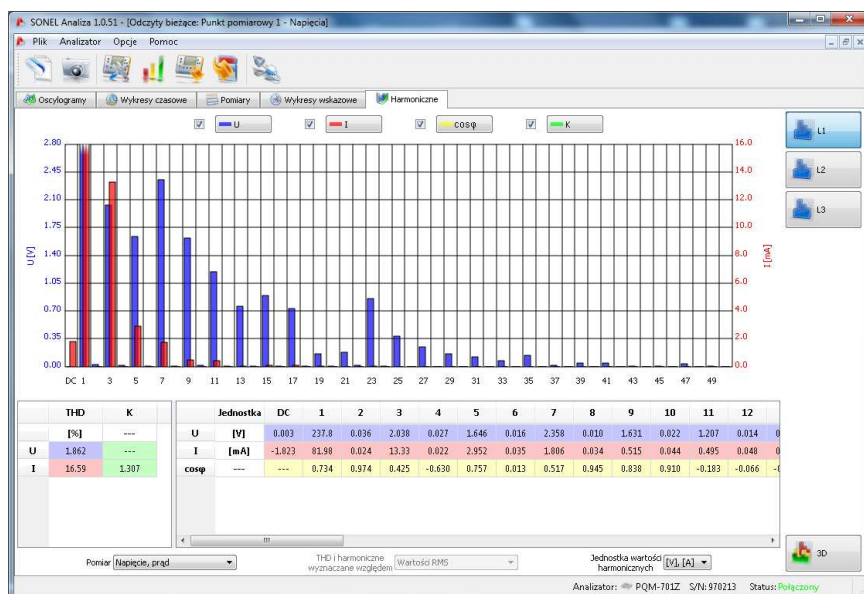 SONEL Analiza 1.0.51 - [Odczyty bieżące: Punkt pomiarowy 1 - Napięcia]
Plik Analizator Opcje Pomoc
Oscylogramy Wykresy czasowe Pomiary Wykresy wskazowe Harmoniczne
U I cosφ K
L1
L2
L3
2.80 16.0
2.45 14.0
2.10 12.0
1.75 10.0
1.40 8.0
1.05 6.0
0.70 4.0
0.35 2.0
0.00 0.0
U [V]
I [mA]
DC 1 3 5 7 9 11 13 15 17 19 21 23 25 27 29 31 33 35 37 39 41 43 45 47 49
THD K Jednostka DC 1 2 3 4 5 6 7 8 9 10 11 12
[%] --- U [V] 0.003 237.8 0.036 2.038 0.027 1.646 0.016 2.358 0.010 1.631 0.022 1.207 0.014 0
U 1.862 --- I [mA] -1.823 81.98 0.024 13.33 0.022 2.952 0.035 1.806 0.034 0.515 0.044 0.495 0.048 0
I 16.59 1.307 cosφ --- --- 0.734 0.974 0.425 -0.630 0.757 0.013 0.517 0.945 0.838 0.910 -0.183 -0.066 -0
Pomiar Napięcie, prąd THD i harmoniczne wyznaczane względem Wartości RMS Jednostka wartości harmonicznych [V], [A]
3D
Analizator: PQM-701Z S/N: 970213 Status: Połączony